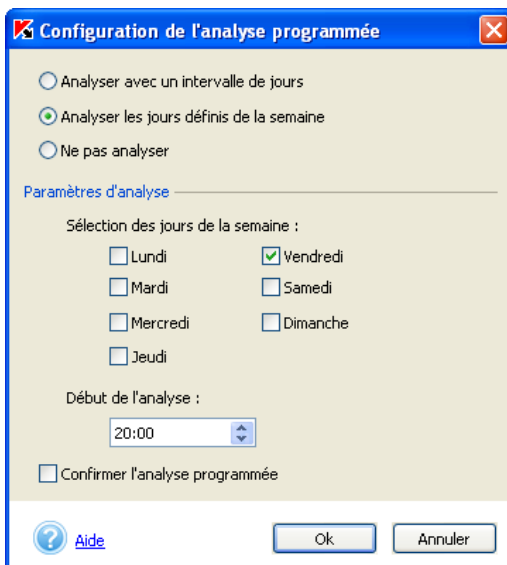 Configuration de l'analyse programmée
Analyser avec un intervalle de jours
Analyser les jours définis de la semaine
Ne pas analyser
Paramètres d'analyse
Sélection des jours de la semaine :
Lundi
Vendredi
Mardi
Samedi
Mercredi
Dimanche
Jeudi
Début de l'analyse :
20:00
Confirmer l'analyse programmée
Aide
Ok
Annuler